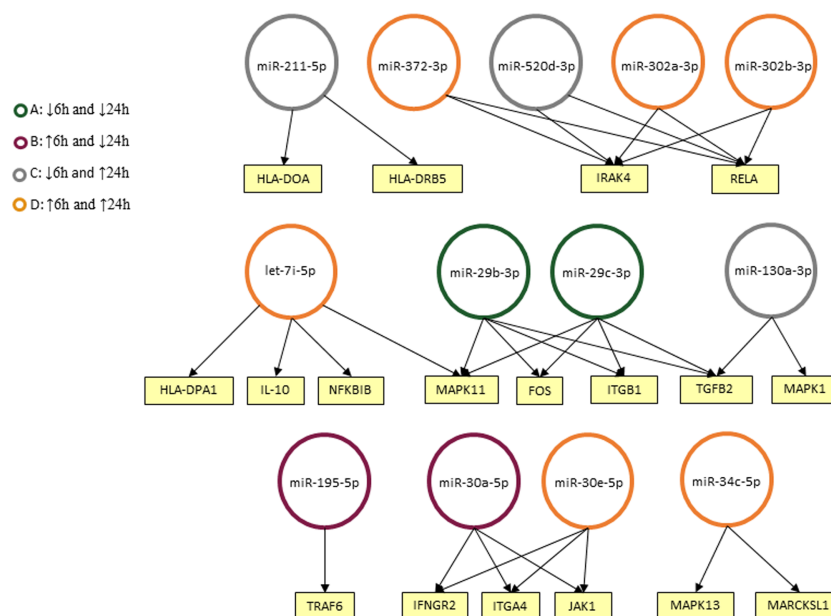 miR-211-5p
miR-372-3p
miR-520d-3p
miR-302a-3p
miR-302b-3p
A: ↓6h and ↓24h
B: ↑6h and ↓24h
C: ↓6h and ↑24h
D: ↑6h and ↑24h
HLA-DOA
HLA-DRB5
IRAK4
RELA
let-7i-5p
miR-29b-3p
miR-29c-3p
miR-130a-3p
HLA-DPA1
IL-10
NFKBIB
MAPK11
FOS
ITGB1
TGFB2
MAPK1
miR-195-5p
miR-30a-5p
miR-30e-5p
miR-34c-5p
TRAF6
IFNGR2
ITGA4
JAK1
MAPK13
MARCKSL1